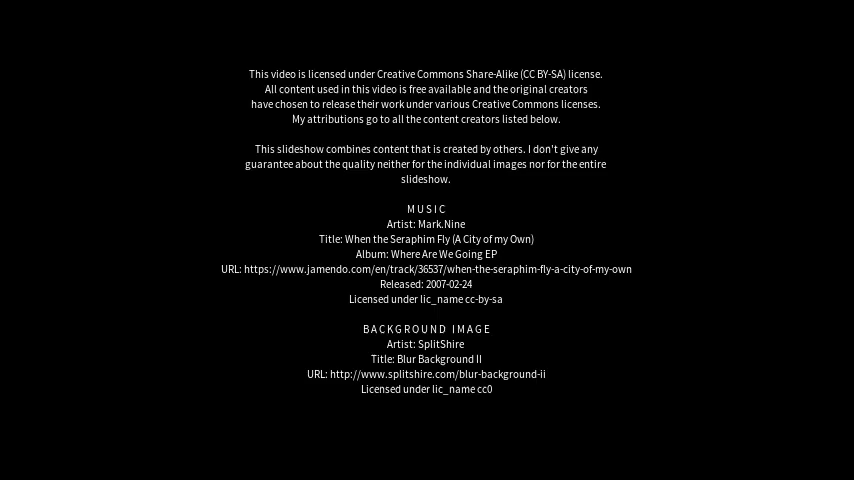 This video is licensed under Creative Commons Share-Alike (CC BY-SA) license.
All content used in this video is free available and the original creators
have chosen to release their work under various Creative Commons licenses.
My attributions go to all the content creators listed below.
This slideshow combines content that is created by others. I don't give any
guarantee about the quality neither for the individual images nor for the entire
slideshow.
MUSIC
Artist: Mark.Nine
Title: When the Seraphim Fly (A City of my Own)
Album: Where Are We Going EP
URL: https://www.jamendo.com/en/track/36537/when-the-seraphim-fly-a-city-of-my-own
Released: 2007-02-24
Licensed under lic_name cc-by-sa
BACKGROUND IMAGE
Artist: SplitShire
Title: Blur Background II
URL: http://www.splitshire.com/blur-background-ii
Licensed under lic_name cc0